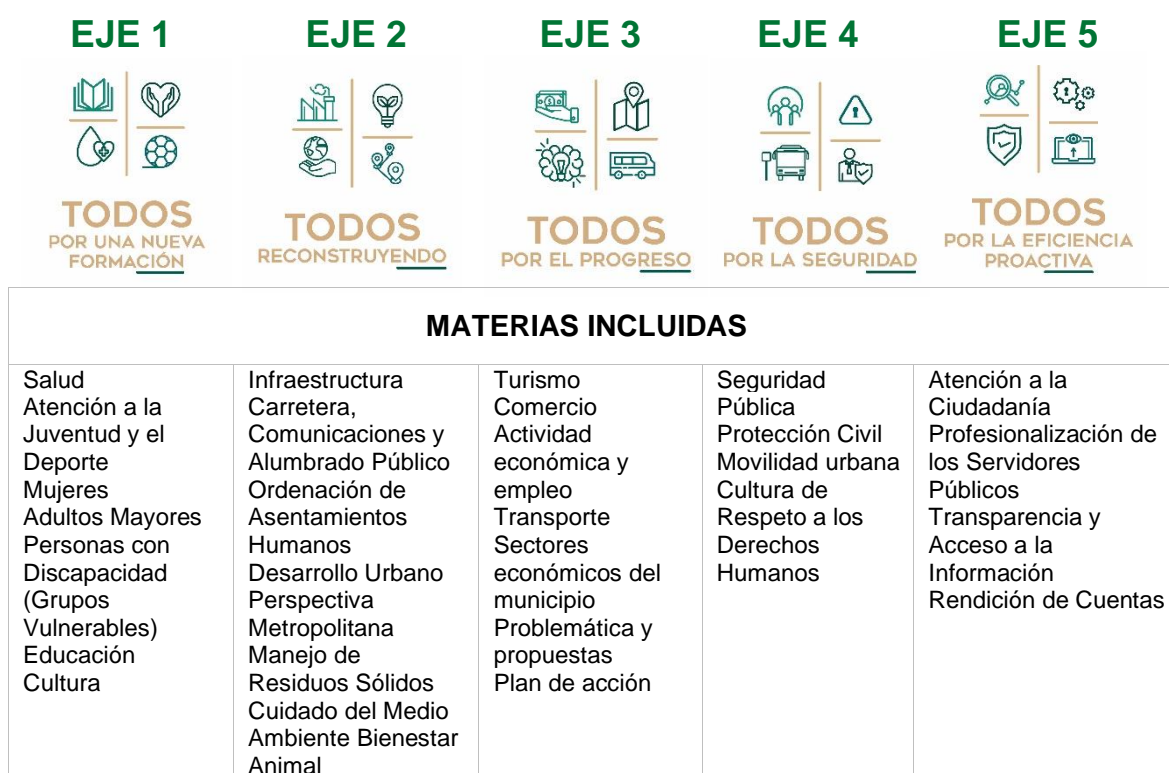 EJE 1
EJE 2
EJE 3
EJE 4
EJE 5
TODOS
POR UNA NUEVA
FORMACIÓN
TODOS
RECONSTRUYENDO
TODOS
POR EL PROGRESO
TODOS
POR LA SEGURIDAD
TODOS
POR LA EFICIENCIA
PROACTIVA
MATERIAS INCLUIDAS
Salud
Atención a la
Juventud y el
Deporte
Mujeres
Adultos Mayores
Personas con
Discapacidad
(Grupos
Vulnerables)
Educación
Cultura
Infraestructura
Carretera,
Comunicaciones y
Alumbrado Público
Ordenación de
Asentamientos
Humanos
Desarrollo Urbano
Perspectiva
Metropolitana
Manejo de
Residuos Sólidos
Cuidado del Medio
Ambiente Bienestar
Animal
Turismo
Comercio
Actividad
económica y
empleo
Transporte
Sectores
económicos del
municipio
Problemática y
propuestas
Plan de acción
Seguridad
Pública
Protección Civil
Movilidad urbana
Cultura de
Respeto a los
Derechos
Humanos
Atención a la
Ciudadanía
Profesionalización de
los Servidores
Públicos
Transparencia y
Acceso a la
Información
Rendición de Cuentas